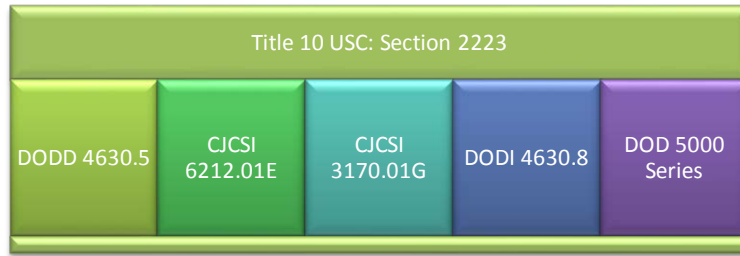 Title 10 USC: Section 2223
DODD 4630.5
CJCSI
6212.01E
CJCSI
3170.01G
DODI 4630.8
DOD 5000
Series